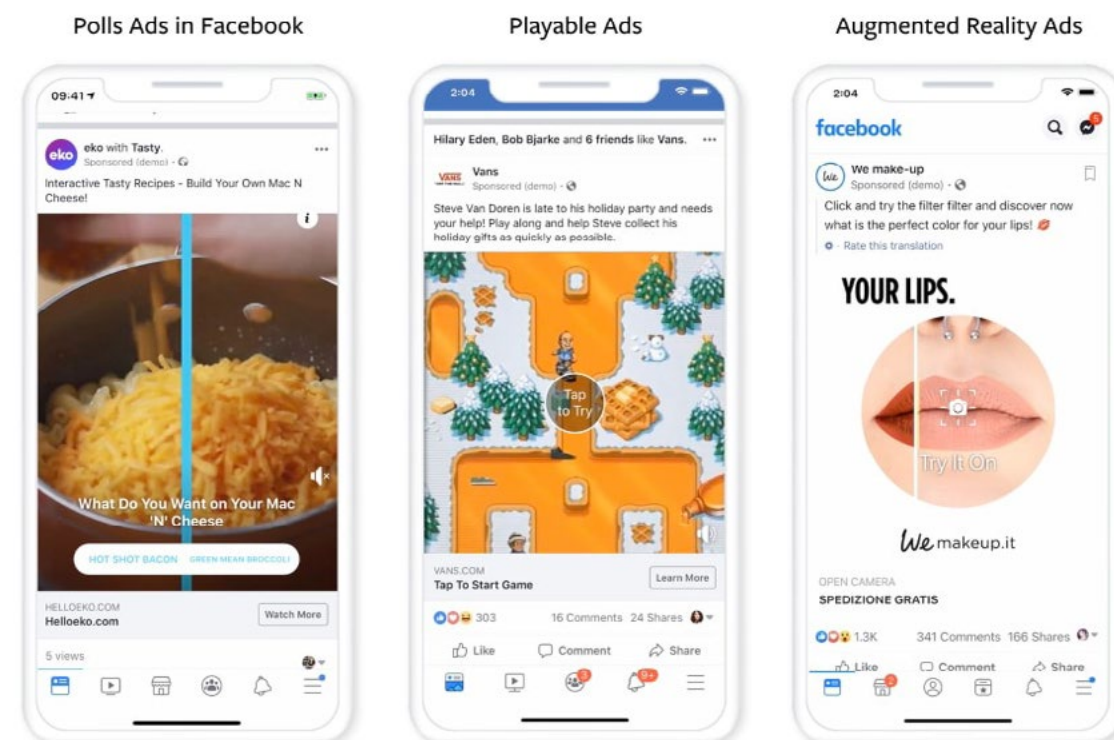 Polls Ads in Facebook
09:41
eko
eko with Tasty.
Sponsored (demo) ·
Interactive Tasty Recipes - Build Your Own Mac N
Cheese!
i
What Do You Want on Your Mac
'N' Cheese
HOT SHOT BACON GREEN MEAN BROCCOLI
HELLOEKO.COM
Helloeko.com
Watch More
5 views
Playable Ads
2:04
Hilary Eden, Bob Bjarke and 6 friends like Vans.
VANS
Vans
Sponsored (demo) ·
Steve Van Doren is late to his holiday party and needs
your help! Play along and help Steve collect his
holiday gifts as quickly as possible.
Tap
to Try
VANS.COM
Tap To Start Game
Learn More
303 16 Comments 24 Shares
Like Comment Share
3 9+
Augmented Reality Ads
2:04
facebook
5
We
We make-up
Sponsored (demo) ·
Click and try the filter filter and discover now
what is the perfect color for your lips!
· Rate this translation
YOUR LIPS.
Try It On
We makeup.it
OPEN CAMERA
SPEDIZIONE GRATIS
1.3K 341 Comments 166 Shares
Like Comment Share
2